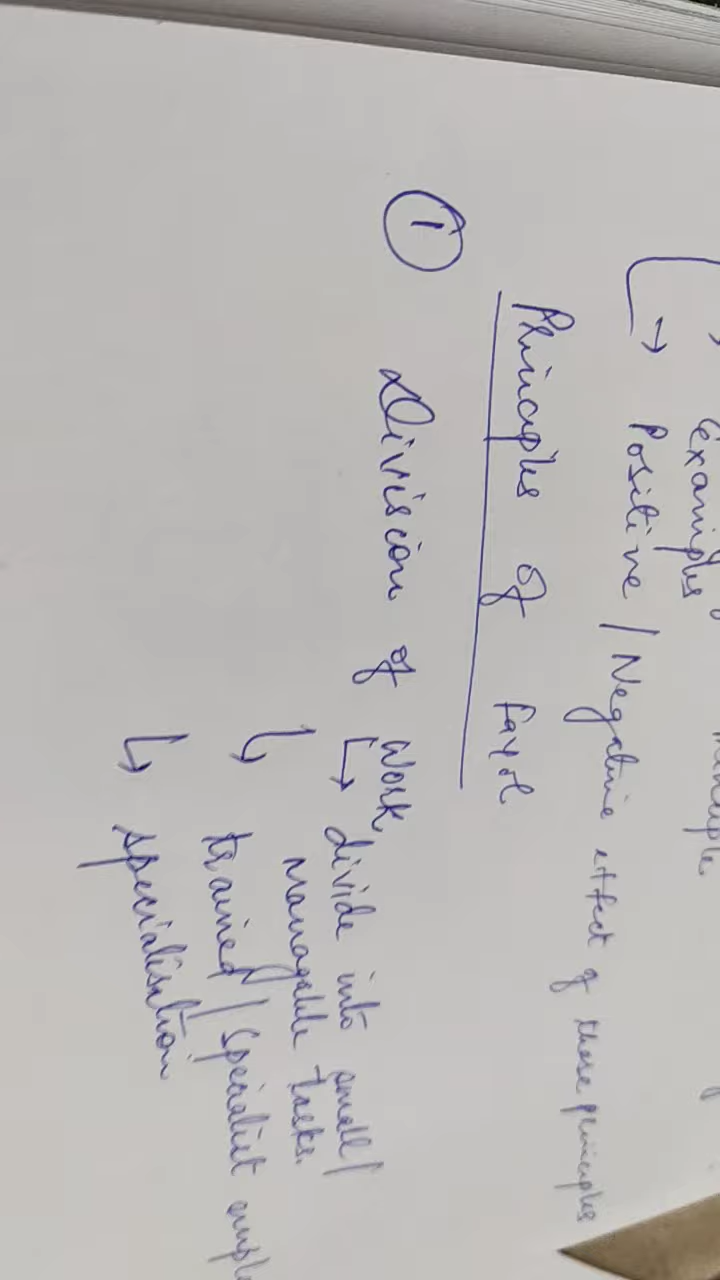 Examples
→ Positive / Negative effect of these principles
Principles of fayol
① Division of Work
↳ divide into small /
manageable tasks.
↳ trained / specialist
↳ specialisation